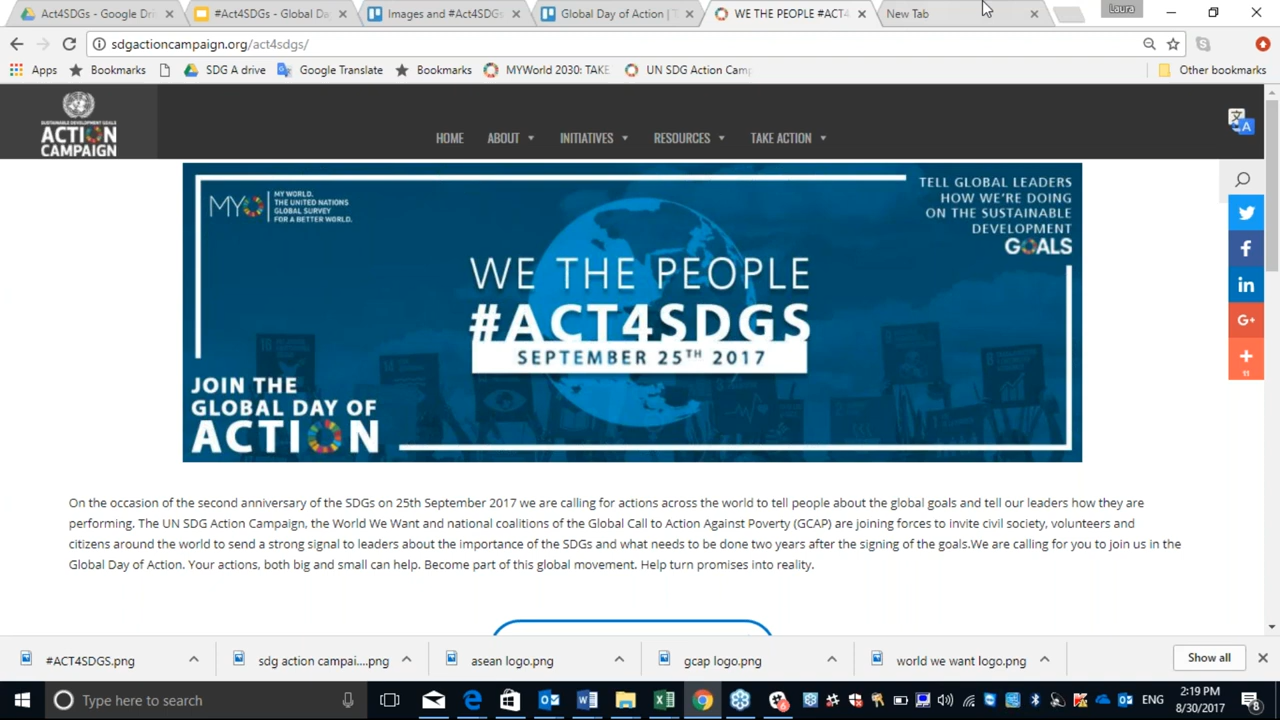 Act4SDGs - Google Dri
#Act4SDGs - Global Da
Images and #Act4SDGs
Global Day of Action | T
WE THE PEOPLE #ACT4
New Tab
Laura
sdgactioncampaign.org/act4sdgs/
Apps
Bookmarks
SDG A drive
Google Translate
Bookmarks
MYWorld 2030: TAKE
UN SDG Action Camp
Other bookmarks
SUSTAINABLE DEVELOPMENT GOALS
ACTION
CAMPAIGN
HOME
ABOUT
INITIATIVES
RESOURCES
TAKE ACTION
MY
MY WORLD.
THE UNITED NATIONS
GLOBAL SURVEY
FOR A BETTER WORLD.
TELL GLOBAL LEADERS
HOW WE'RE DOING
ON THE SUSTAINABLE
DEVELOPMENT
GOALS
WE THE PEOPLE
#ACT4SDGS
SEPTEMBER 25TH 2017
JOIN THE
GLOBAL DAY OF
ACTION
11
On the occasion of the second anniversary of the SDGs on 25th September 2017 we are calling for actions across the world to tell people about the global goals and tell our leaders how they are
performing. The UN SDG Action Campaign, the World We Want and national coalitions of the Global Call to Action Against Poverty (GCAP) are joining forces to invite civil society, volunteers and
citizens around the world to send a strong signal to leaders about the importance of the SDGs and what needs to be done two years after the signing of the goals.We are calling for you to join us in the
Global Day of Action. Your actions, both big and small can help. Become part of this global movement. Help turn promises into reality.
#ACT4SDGS.png
sdg action campai....png
asean logo.png
gcap logo.png
world we want logo.png
Show all
Type here to search
ENG
2:19 PM
8/30/2017
8